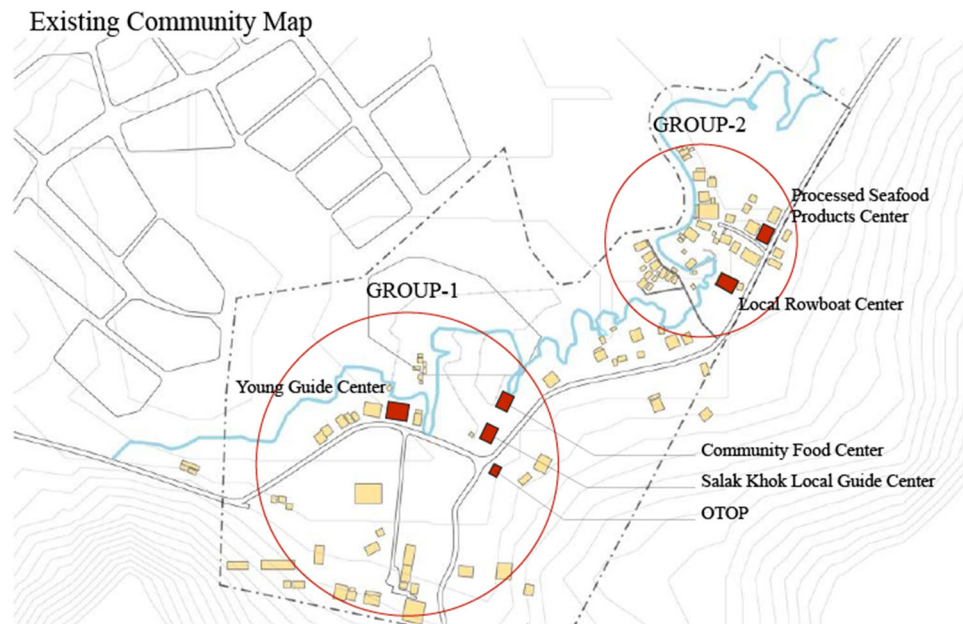 Existing Community Map
GROUP-2
Processed Seafood
Products Center
GROUP-1
Local Rowboat Center
Young Guide Center
Community Food Center
Salak Khok Local Guide Center
OTOP